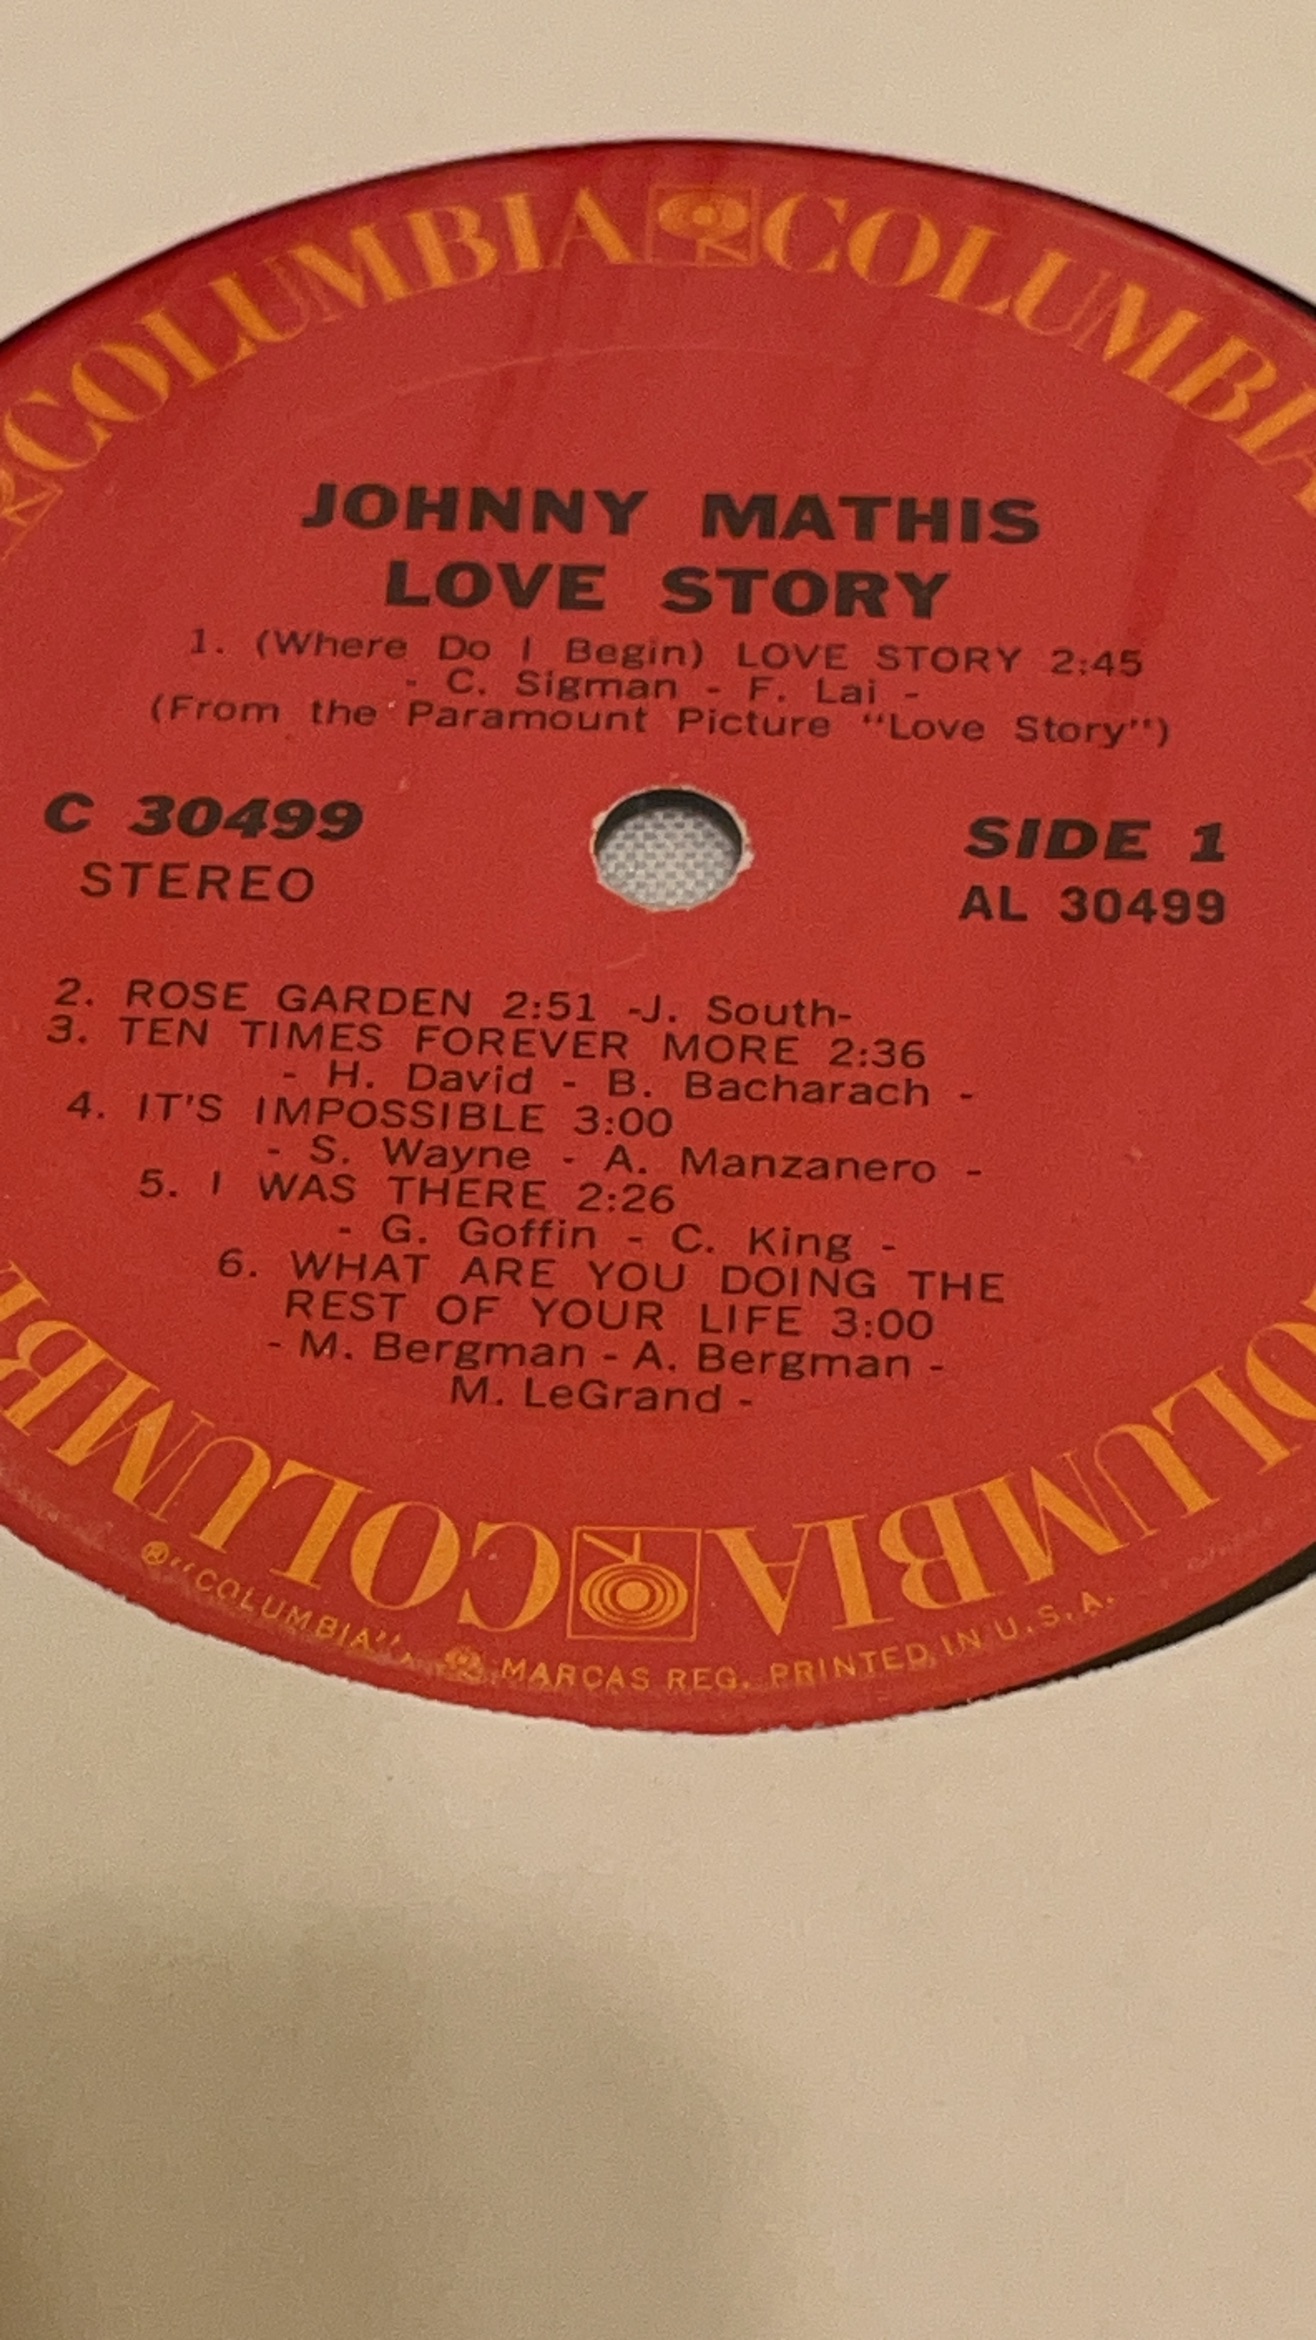 COLUMBIA COLUMBIA
JOHNNY MATHIS
LOVE STORY
1. (Where Do I Begin) LOVE STORY 2:45
- C. Sigman - F. Lai -
(From the Paramount Picture "Love Story")
C 30499
STEREO
SIDE 1
AL 30499
2. ROSE GARDEN 2:51 -J. South-
3. TEN TIMES FOREVER MORE 2:36
- H. David - B. Bacharach -
4. IT'S IMPOSSIBLE 3:00
- S. Wayne - A. Manzanero -
5. I WAS THERE 2:26
- G. Goffin - C. King -
6. WHAT ARE YOU DOING THE
REST OF YOUR LIFE 3:00
- M. Bergman - A. Bergman -
M. LeGrand -
COLUMBIA COLUMB
® "COLUMBIA", MARCAS REG. PRINTED IN U.S.A.